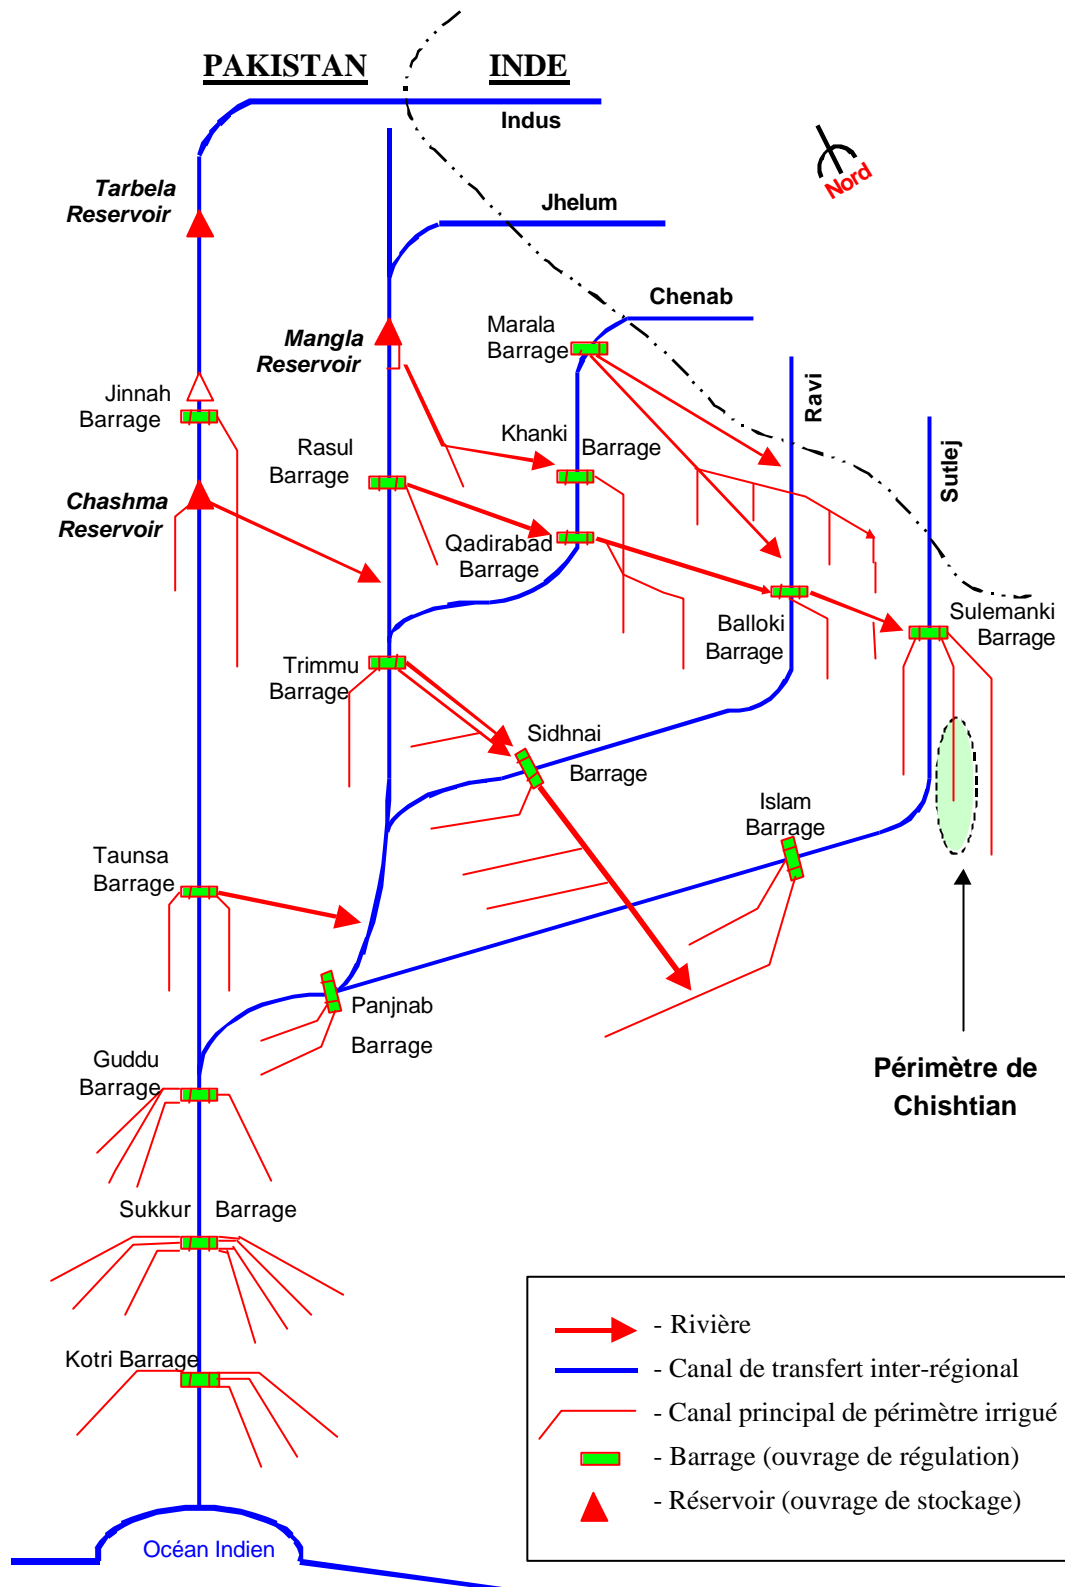 PAKISTAN
INDE
Indus
Nord
Tarbela
Reservoir
Jhelum
Chenab
Mangla
Reservoir
Marala
Barrage
Ravi
Jinnah
Barrage
Sutlej
Khanki
Barrage
Rasul
Barrage
Chashma
Reservoir
Qadirabad
Barrage
Sulemanki
Barrage
Balloki
Barrage
Trimmu
Barrage
Sidhnai
Barrage
Islam
Barrage
Taunsa
Barrage
Panjnab
Barrage
Guddu
Barrage
Périmètre de
Chishtian
Sukkur Barrage
Kotri Barrage
Océan Indien
- Rivière
- Canal de transfert inter-régional
- Canal principal de périmètre irrigué
- Barrage (ouvrage de régulation)
- Réservoir (ouvrage de stockage)